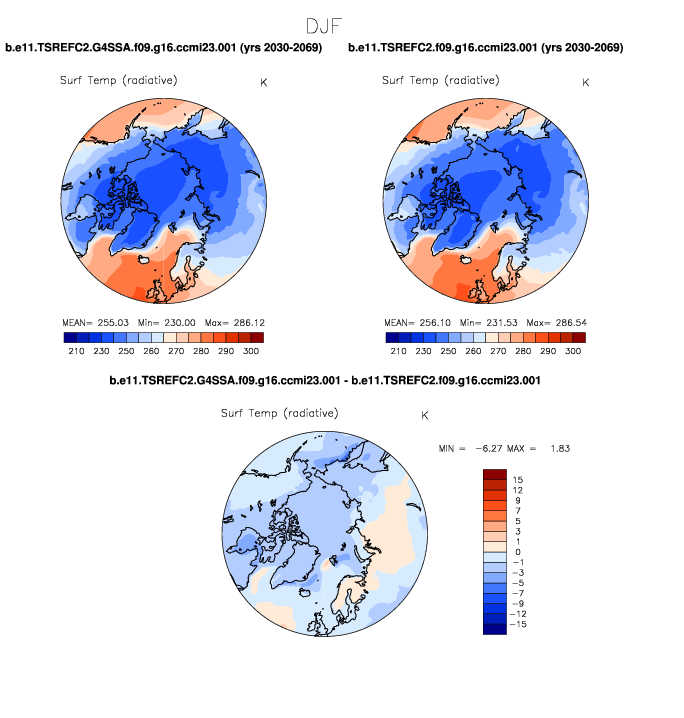 DJF
b.e11.TSREFC2.G4SSA.f09.g16.ccmi23.001 (yrs 2030-2069)
b.e11.TSREFC2.f09.g16.ccmi23.001 (yrs 2030-2069)
Surf Temp (radiative) K
Surf Temp (radiative) K
MEAN= 255.03 Min= 230.00 Max= 286.12
210 230 250 260 270 280 290 300
MEAN= 256.10 Min= 231.53 Max= 286.54
210 230 250 260 270 280 290 300
b.e11.TSREFC2.G4SSA.f09.g16.ccmi23.001 - b.e11.TSREFC2.f09.g16.ccmi23.001
Surf Temp (radiative) K
MIN = -6.27 MAX = 1.83
15
12
9
7
5
3
1
0
-1
-3
-5
-7
-9
-12
-15